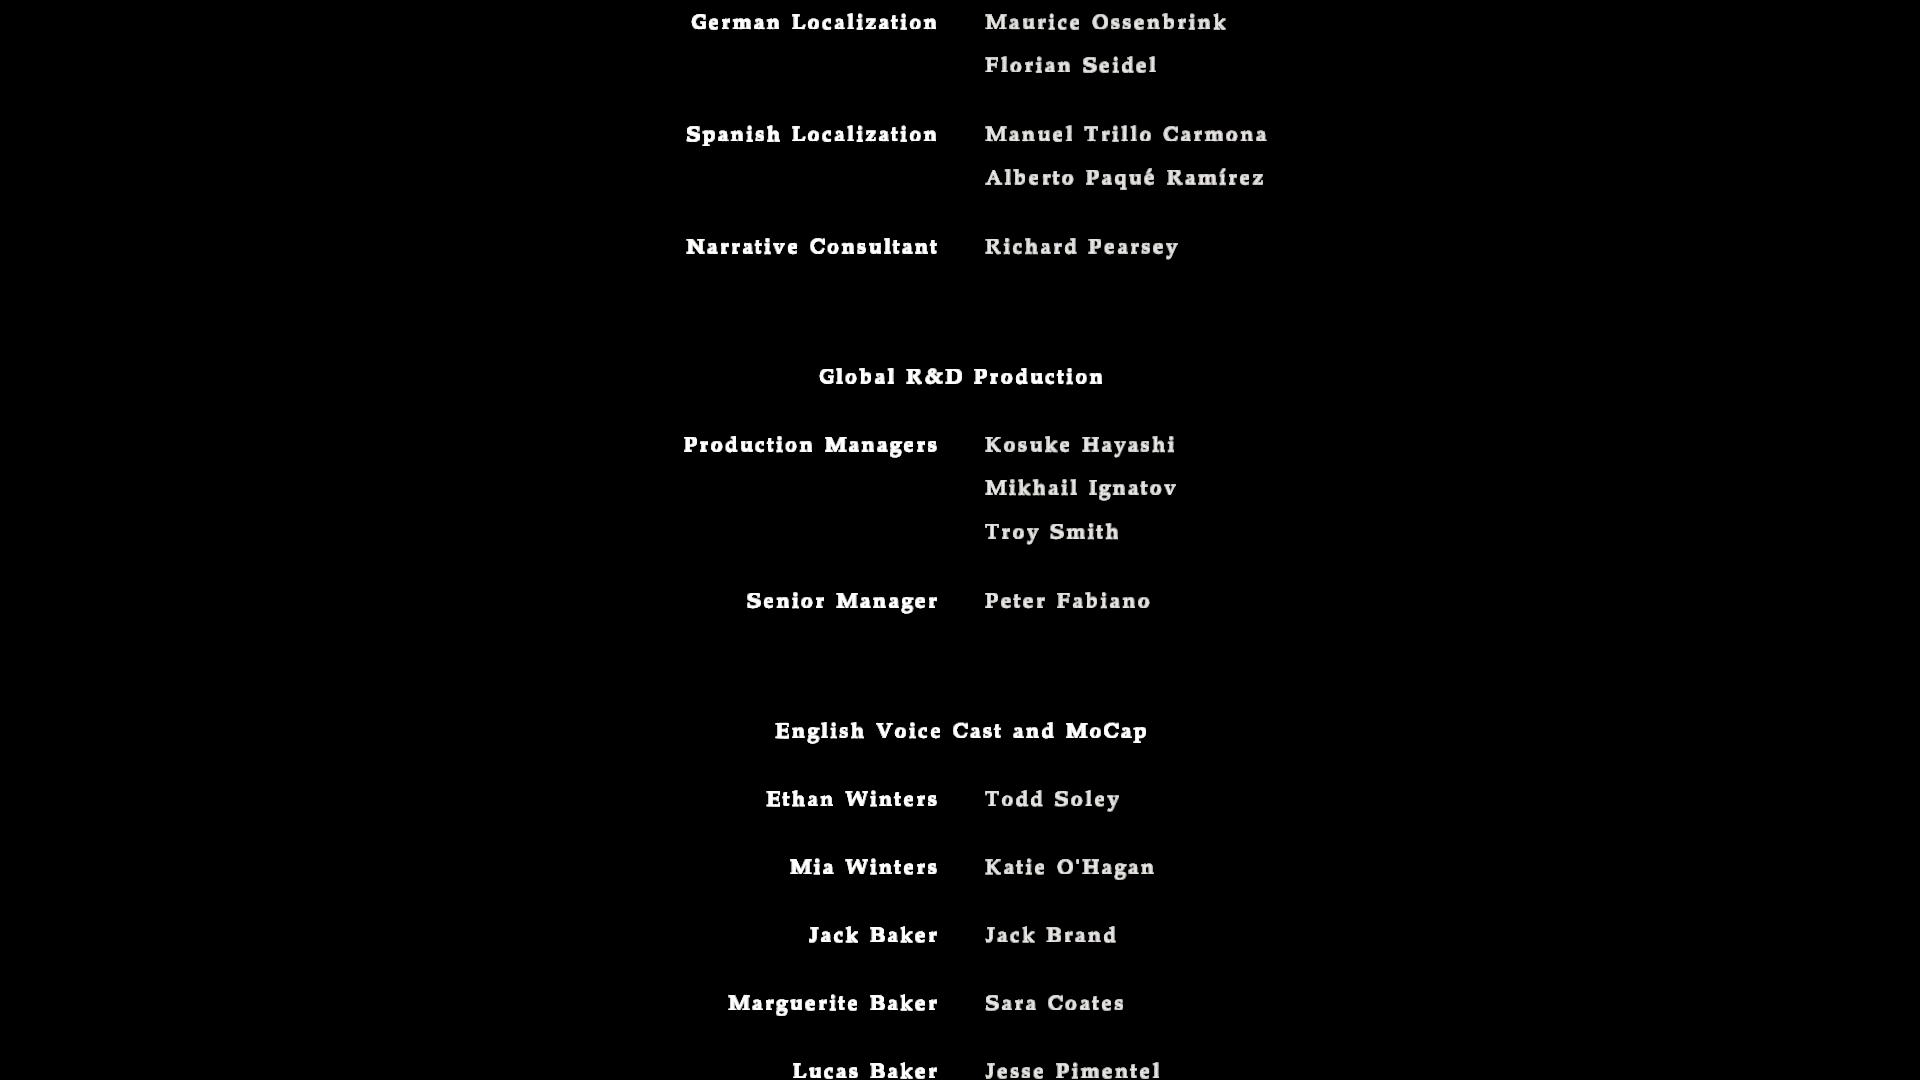 German Localization Maurice Ossenbrink
Florian Seidel
Spanish Localization Manuel Trillo Carmona
Alberto Paqué Ramírez
Narrative Consultant Richard Pearsey
Global R&D Production
Production Managers Kosuke Hayashi
Mikhail Ignatov
Troy Smith
Senior Manager Peter Fabiano
English Voice Cast and MoCap
Ethan Winters Todd Soley
Mia Winters Katie O'Hagan
Jack Baker Jack Brand
Marguerite Baker Sara Coates
Lucas Baker Jesse Pimentel